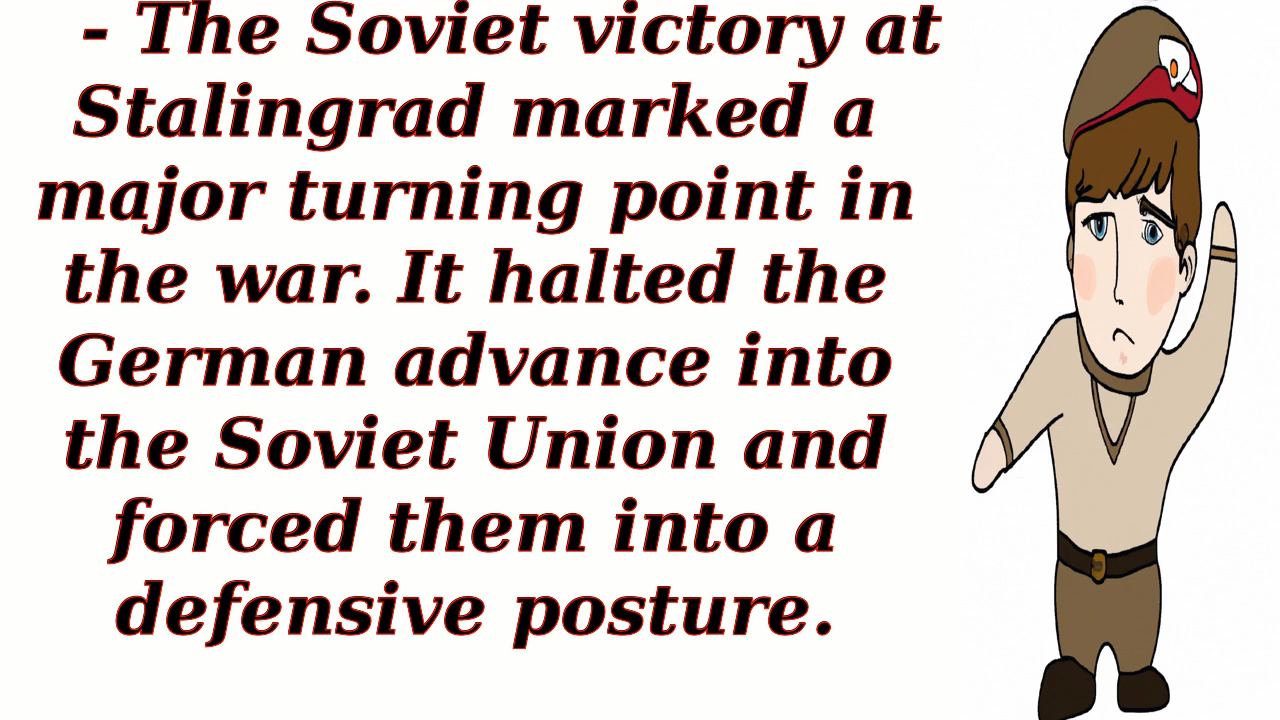 - The Soviet victory at
Stalingrad marked a
major turning point in
the war. It halted the
German advance into
the Soviet Union and
forced them into a
defensive posture.